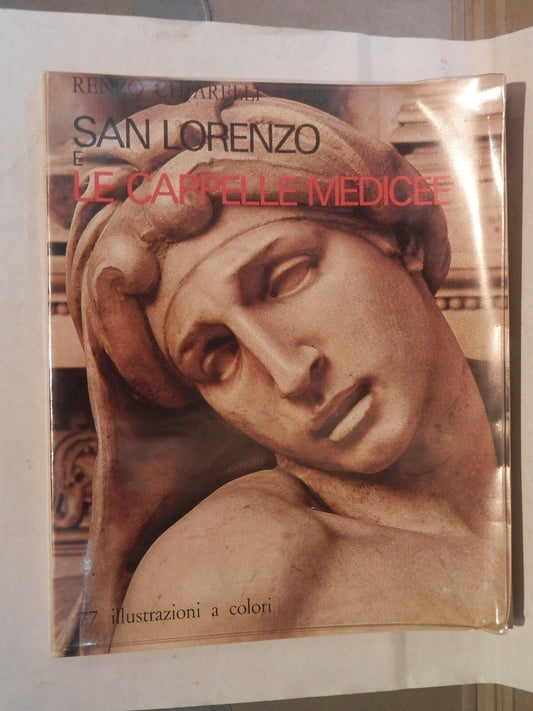 RENZO CHIARELLI
SAN LORENZO
E
LE CAPPELLE MEDICEE
77 illustrazioni a colori